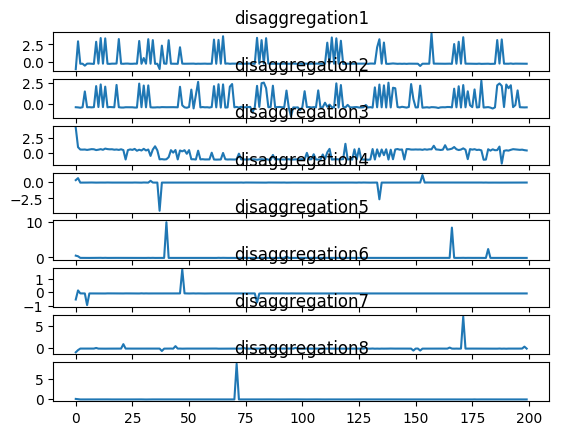 disaggregation1
2.5
0.0
disaggregation2
2.5
0.0
disaggregation3
2.5
0.0
disaggregation4
0.0
−2.5
disaggregation5
10
0
disaggregation6
1
0
−1
disaggregation7
5
0
disaggregation8
5
0
0 25 50 75 100 125 150 175 200